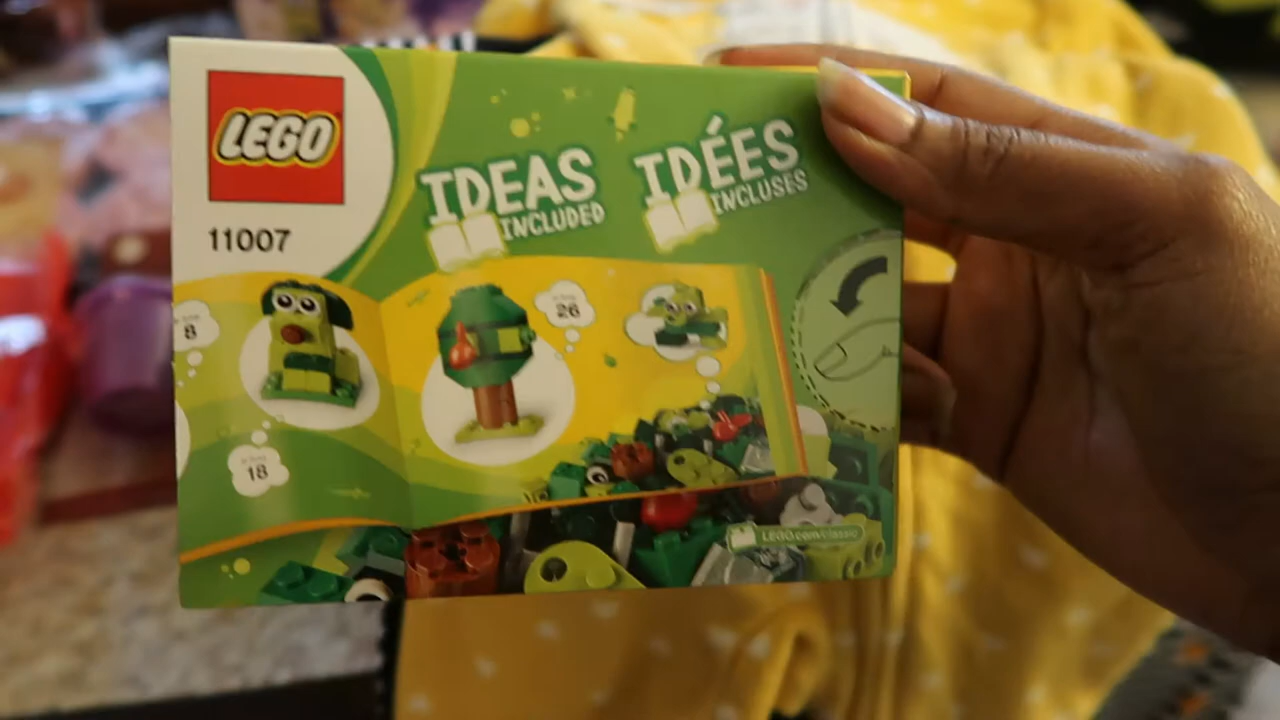 LEGO
11007
IDEAS
INCLUDED
IDÉES
INCLUSES
8
26
18
LEGO.com/classic